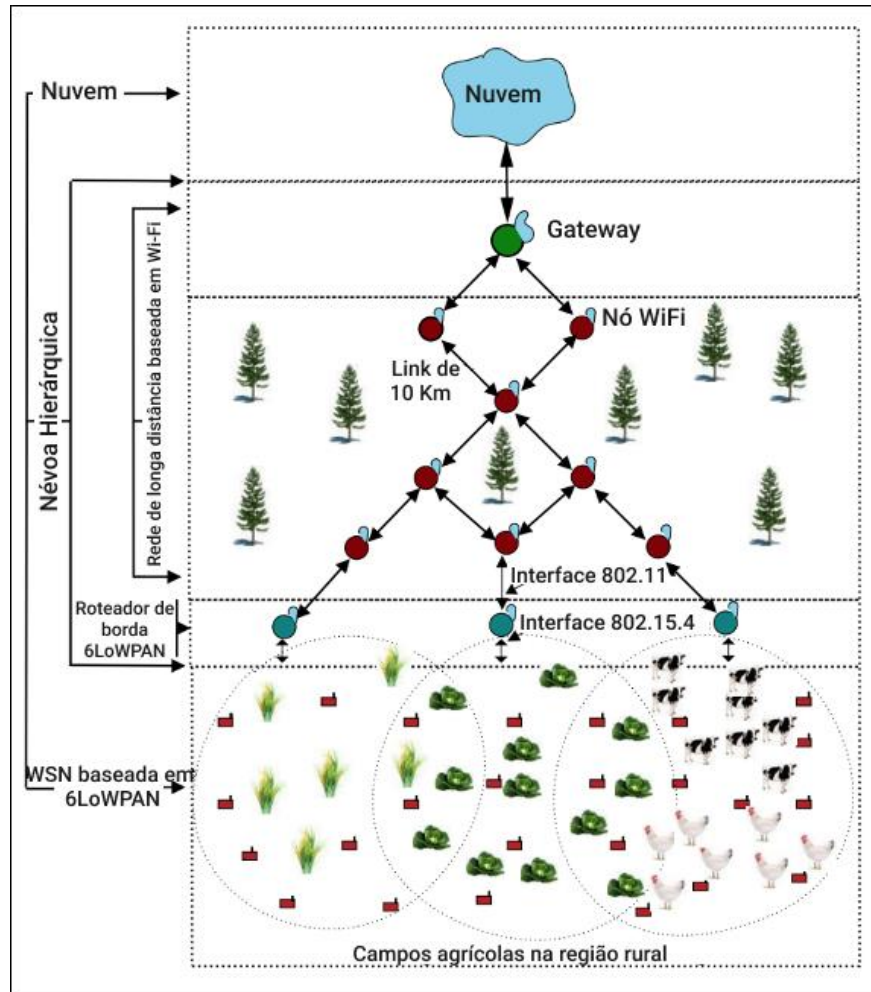 Nuvem
Nuvem
Gateway
Névoa Hierárquica
Rede de longa distância baseada em Wi-Fi
Nó WiFi
Link de
10 Km
Interface 802.11
Roteador de
borda
6LoWPAN
Interface 802.15.4
WSN baseada em
6LoWPAN
Campos agrícolas na região rural